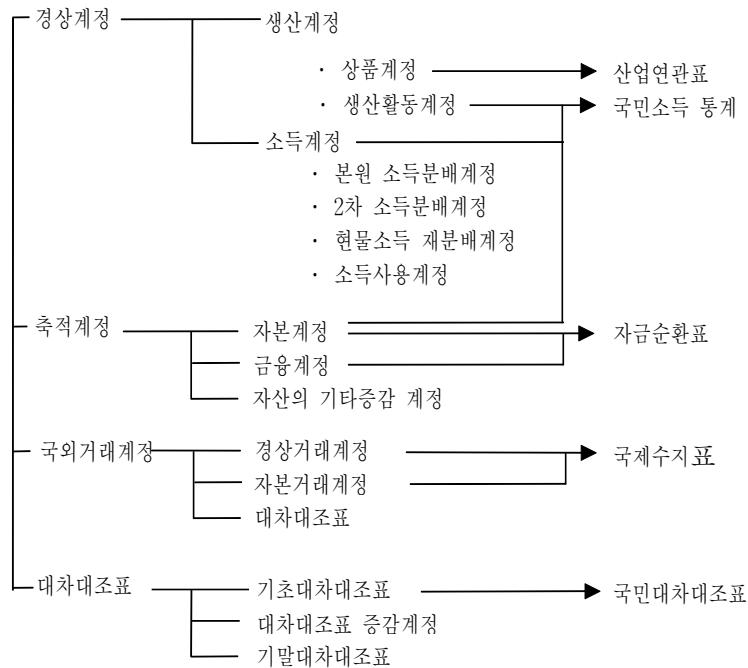 경상계정 생산계정
· 상품계정 산업연관표
· 생산활동계정 국민소득 통계
소득계정
· 본원 소득분배계정
· 2차 소득분배계정
· 현물소득 재분배계정
· 소득사용계정
축적계정 자본계정 자금순환표
금융계정
자산의 기타증감 계정
국외거래계정 경상거래계정 국제수지표
자본거래계정
대차대조표
대차대조표 기초대차대조표 국민대차대조표
대차대조표 증감계정
기말대차대조표